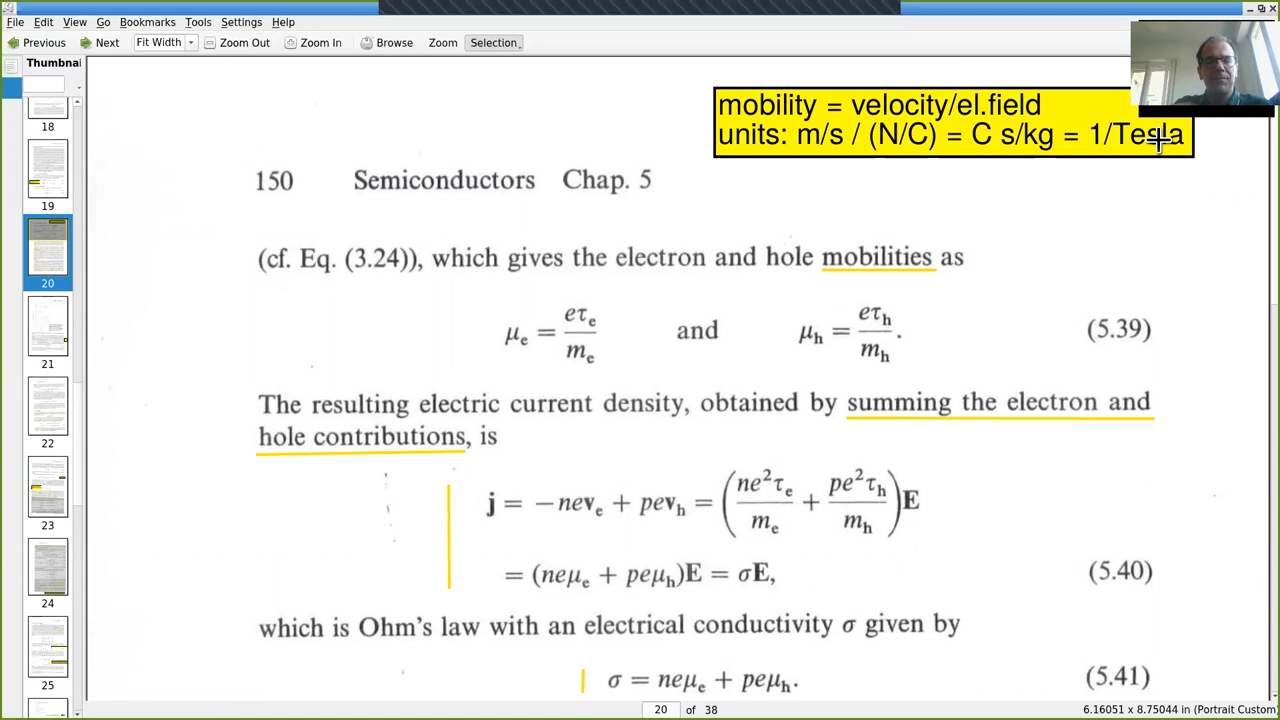 File Edit View Go Bookmarks Tools Settings Help
Previous Next Fit Width Zoom Out Zoom In Browse Zoom Selection
Thumbnai
18
19
20
21
22
23
24
25
mobility = velocity/el.field
units: m/s / (N/C) = C s/kg = 1/Tesla
150 Semiconductors Chap. 5
(cf. Eq. (3.24)), which gives the electron and hole mobilities as
μₑ = eτₑ/mₑ and μₕ = eτₕ/mₕ. (5.39)
The resulting electric current density, obtained by summing the electron and
hole contributions, is
j = −nevₑ + pevₕ = (ne²τₑ/mₑ + pe²τₕ/mₕ)E
= (neμₑ + peμₕ)E = σE, (5.40)
which is Ohm's law with an electrical conductivity σ given by
σ = neμₑ + peμₕ. (5.41)
20 of 38
6.16051 x 8.75044 in (Portrait Custom)